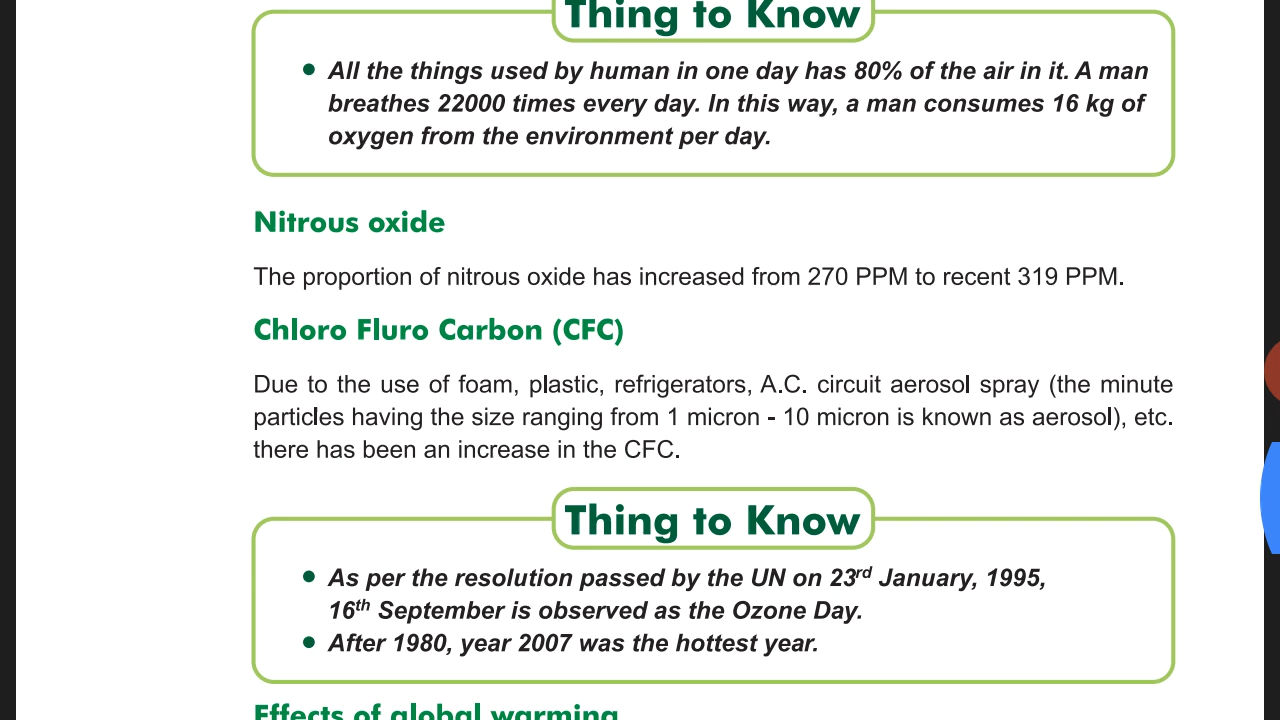 Thing to Know
All the things used by human in one day has 80% of the air in it. A man
breathes 22000 times every day. In this way, a man consumes 16 kg of
oxygen from the environment per day.
Nitrous oxide
The proportion of nitrous oxide has increased from 270 PPM to recent 319 PPM.
Chloro Fluro Carbon (CFC)
Due to the use of foam, plastic, refrigerators, A.C. circuit aerosol spray (the minute
particles having the size ranging from 1 micron - 10 micron is known as aerosol), etc.
there has been an increase in the CFC.
Thing to Know
As per the resolution passed by the UN on 23rd January, 1995,
16th September is observed as the Ozone Day.
After 1980, year 2007 was the hottest year.
Effects of global warming